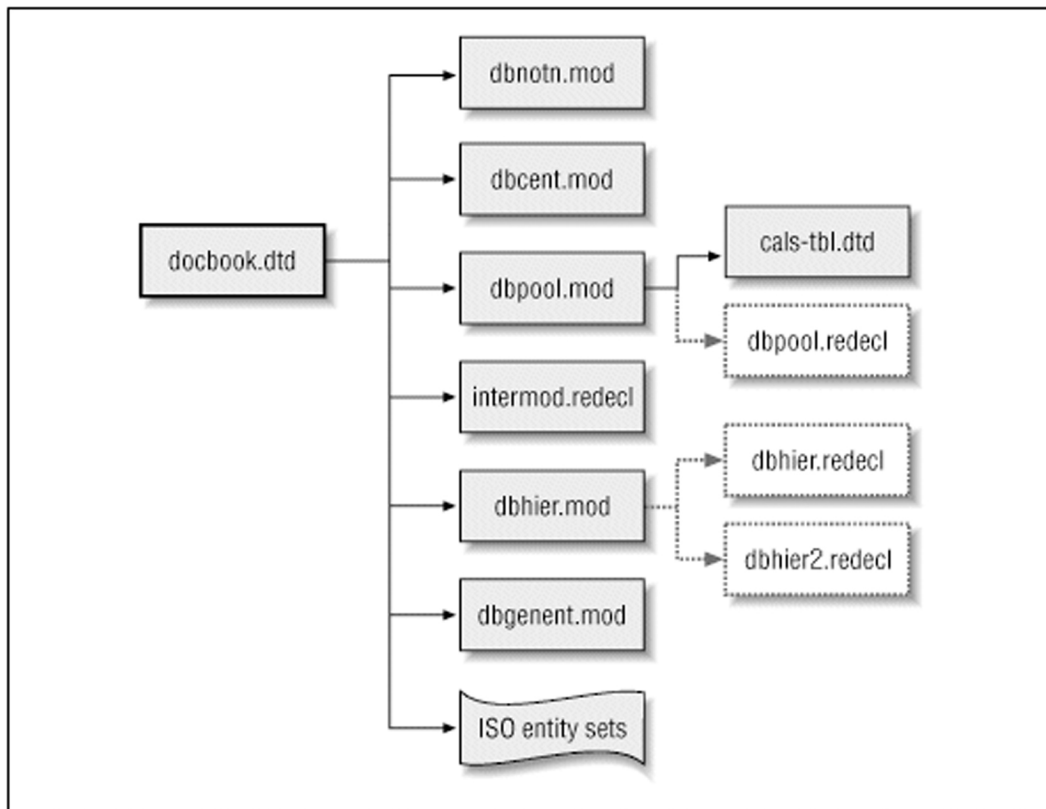 docbook.dtd
dbnotn.mod
dbcent.mod
dbpool.mod
cals-tbl.dtd
dbpool.redecl
intermod.redecl
dbhier.mod
dbhier.redecl
dbhier2.redecl
dbgenent.mod
ISO entity sets